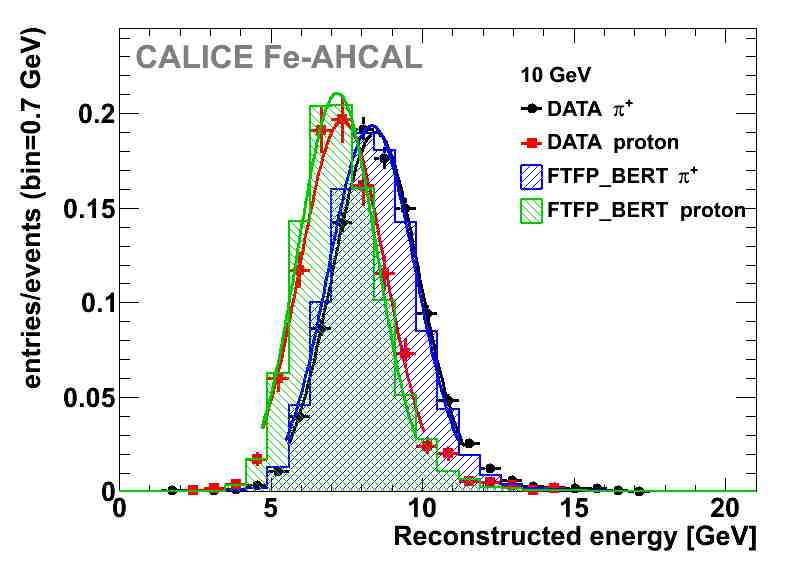 CALICE Fe-AHCAL
10 GeV
DATA π+
DATA proton
FTFP_BERT π+
FTFP_BERT proton
entries/events (bin=0.7 GeV)
0.2
0.15
0.1
0.05
0
0 5 10 15 20
Reconstructed energy [GeV]